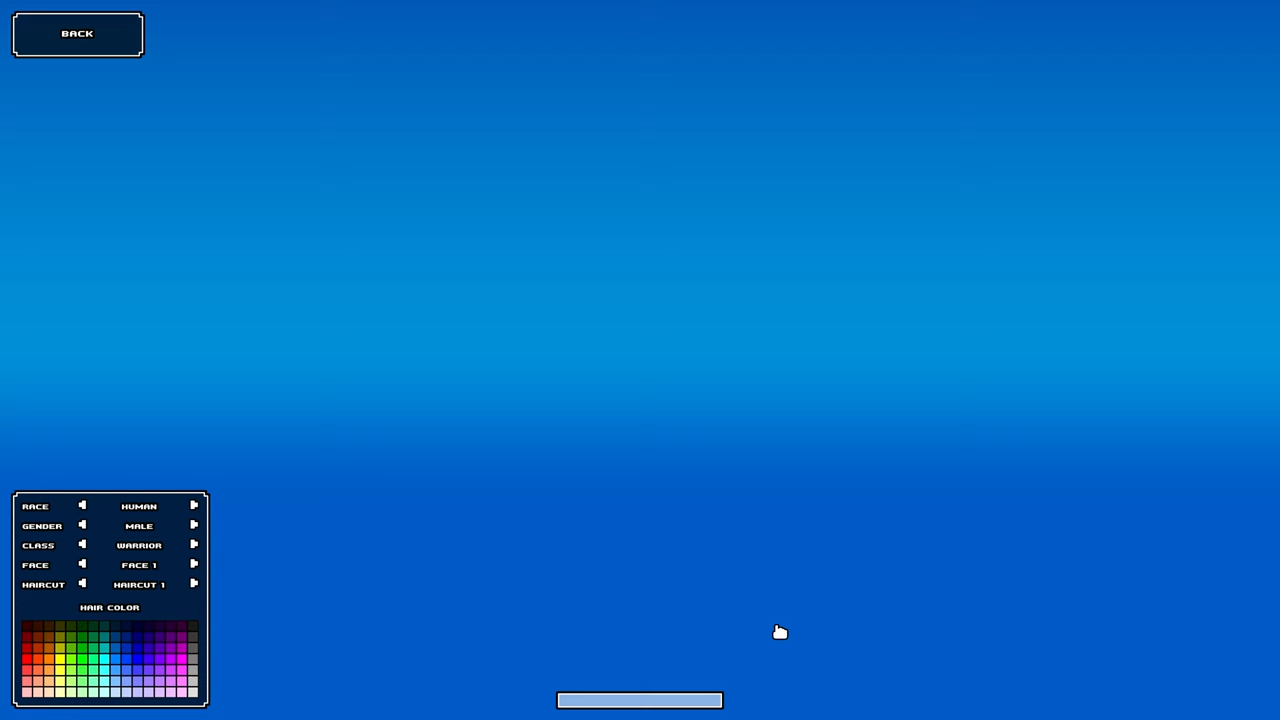 BACK
RACE HUMAN
GENDER MALE
CLASS WARRIOR
FACE FACE 1
HAIRCUT HAIRCUT 1
HAIR COLOR